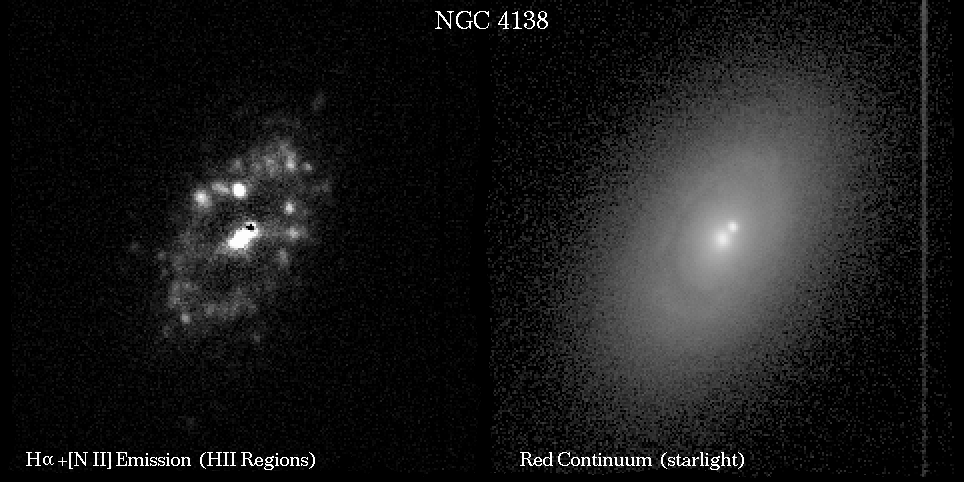 NGC 4138
Hα+[N II] Emission (HII Regions)
Red Continuum (starlight)